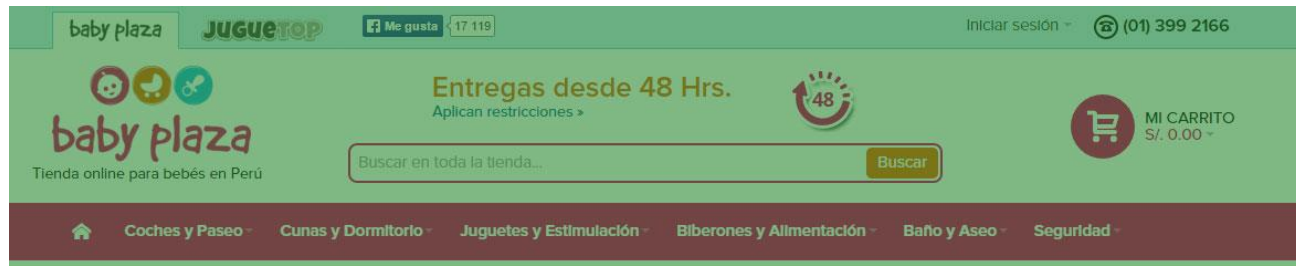 baby plaza JUGUETOP Me gusta 17 119 Iniciar sesión (01) 399 2166
Entregas desde 48 Hrs. 48
Aplican restricciones »
baby plaza
Tienda online para bebés en Perú
Buscar en toda la tienda... Buscar
MI CARRITO
S/. 0.00
Coches y Paseo Cunas y Dormitorio Juguetes y Estimulación Biberones y Alimentación Baño y Aseo Seguridad